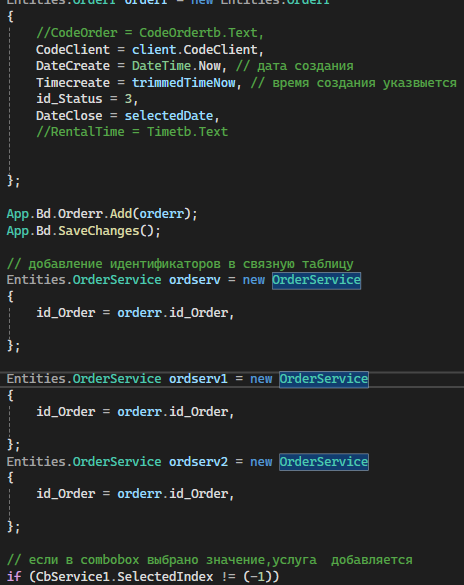 Entities.Orderr orderr = new Entities.Orderr
{
//CodeOrder = CodeOrdertb.Text,
CodeClient = client.CodeClient,
DateCreate = DateTime.Now, // дата создания
Timecreate = trimmedTimeNow, // время создания указвыется
id_Status = 3,
DateClose = selectedDate,
//RentalTime = Timetb.Text
};
App.Bd.Orderr.Add(orderr);
App.Bd.SaveChanges();
// добавление идентификаторов в связную таблицу
Entities.OrderService ordserv = new OrderService
{
id_Order = orderr.id_Order,
};
Entities.OrderService ordserv1 = new OrderService
{
id_Order = orderr.id_Order,
};
Entities.OrderService ordserv2 = new OrderService
{
id_Order = orderr.id_Order,
};
// если в combobox выбрано значение,услуга  добавляется
if (CbService1.SelectedIndex != (-1))